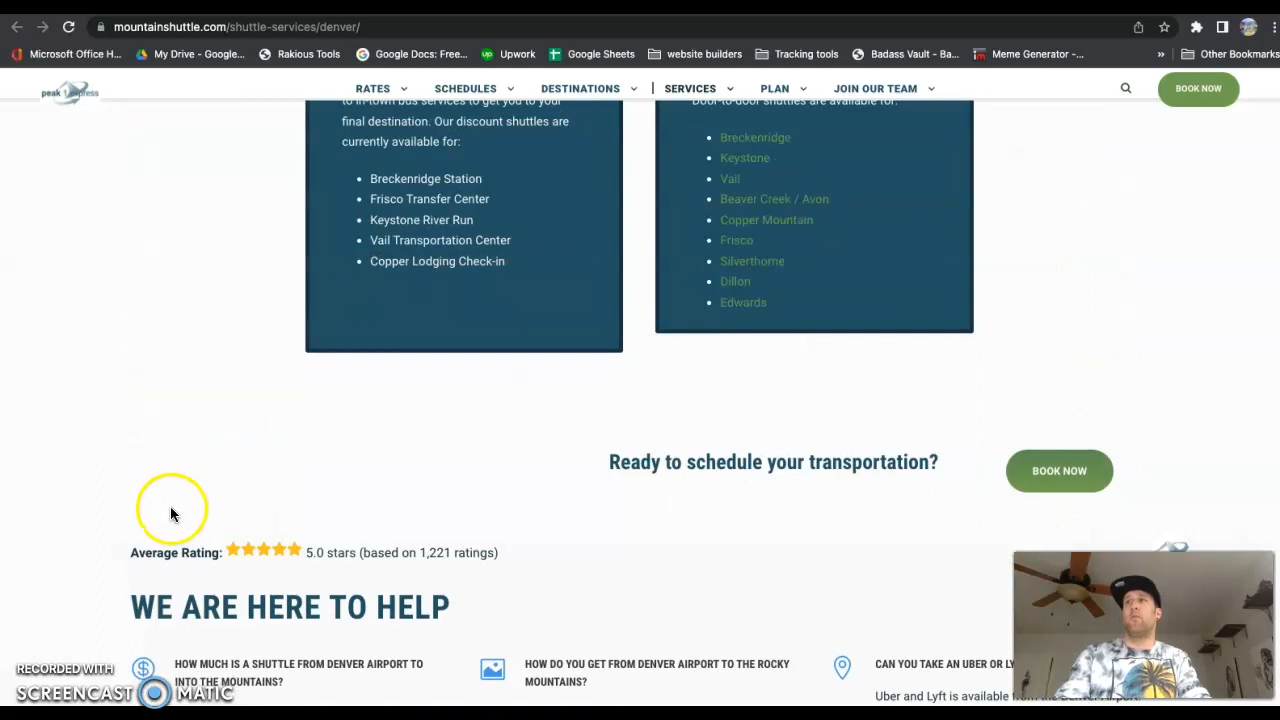 mountainshuttle.com/shuttle-services/denver/
Microsoft Office H...
My Drive - Google...
Rakious Tools
Google Docs: Free...
Upwork
Google Sheets
website builders
Tracking tools
Badass Vault - Ba...
Meme Generator -...
»
Other Bookmarks
peak 1 express
RATES
SCHEDULES
DESTINATIONS
SERVICES
PLAN
JOIN OUR TEAM
BOOK NOW
to in-town bus services to get you to your
final destination. Our discount shuttles are
currently available for:
• Breckenridge Station
• Frisco Transfer Center
• Keystone River Run
• Vail Transportation Center
• Copper Lodging Check-in
Door-to-door shuttles are available for:
• Breckenridge
• Keystone
• Vail
• Beaver Creek / Avon
• Copper Mountain
• Frisco
• Silverthorne
• Dillon
• Edwards
Ready to schedule your transportation?
BOOK NOW
Average Rating: 5.0 stars (based on 1,221 ratings)
WE ARE HERE TO HELP
HOW MUCH IS A SHUTTLE FROM DENVER AIRPORT TO
INTO THE MOUNTAINS?
HOW DO YOU GET FROM DENVER AIRPORT TO THE ROCKY
MOUNTAINS?
CAN YOU TAKE AN UBER OR LY
Uber and Lyft is available from the Denver Airport.
RECORDED WITH
SCREENCAST MATIC